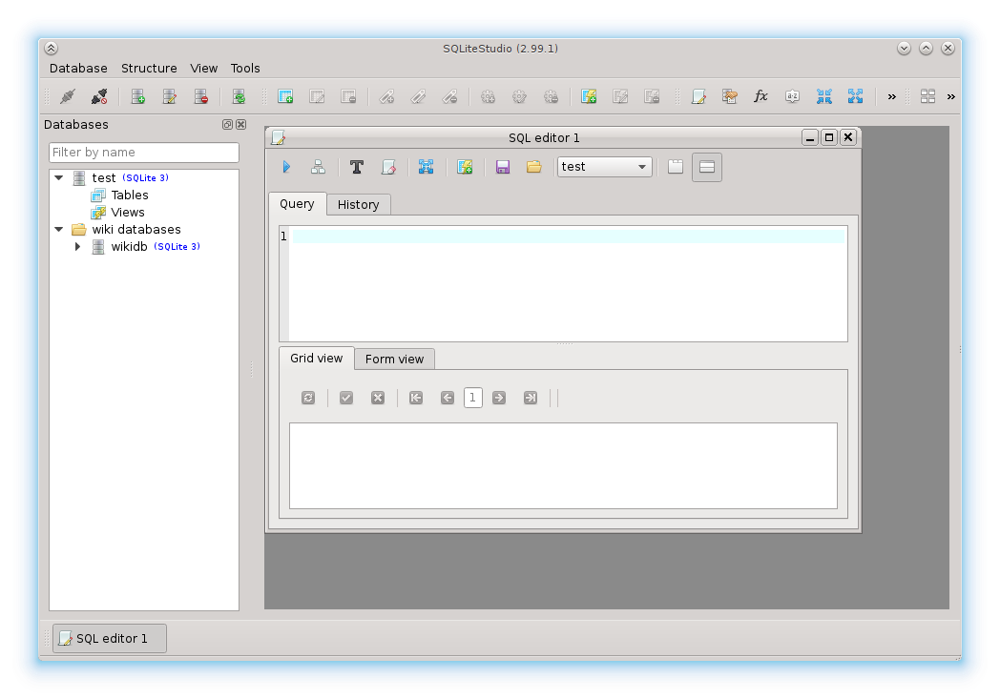 SQLiteStudio (2.99.1)
Database Structure View Tools
fx a-z » »
Databases
Filter by name
test (SQLite 3)
Tables
Views
wiki databases
wikidb (SQLite 3)
SQL editor 1
T test
Query History
1
Grid view Form view
1
SQL editor 1